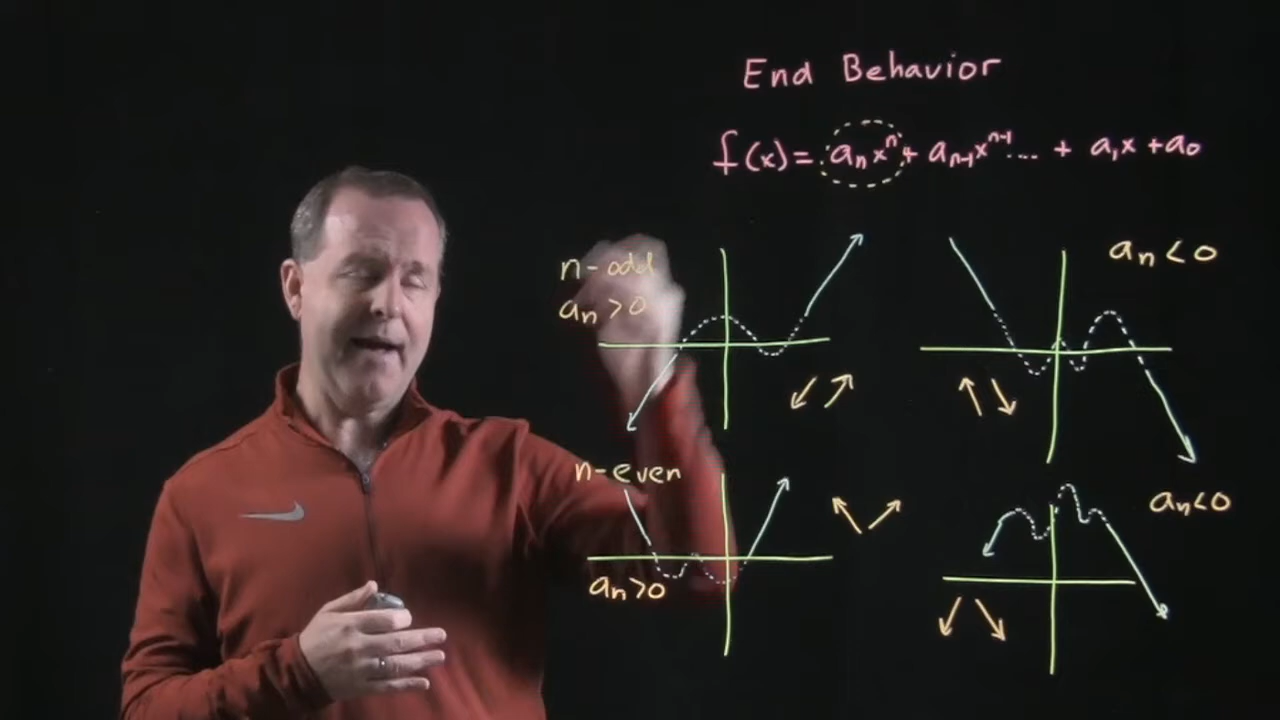 End Behavior
f(x) = aₙxⁿ + aₙ₋₁xⁿ⁻¹... + a₁x + a₀
n-odd
aₙ > 0
aₙ < 0
n-even
aₙ > 0
aₙ < 0